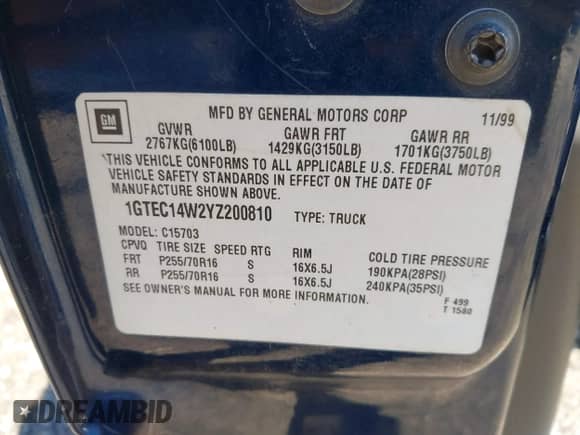 GM
MFD BY GENERAL MOTORS CORP 11/99
GVWR GAWR FRT GAWR RR
2767KG(6100LB) 1429KG(3150LB) 1701KG(3750LB)
THIS VEHICLE CONFORMS TO ALL APPLICABLE U.S. FEDERAL MOTOR
VEHICLE SAFETY STANDARDS IN EFFECT ON THE DATE OF
MANUFACTURE SHOWN ABOVE.
1GTEC14W2YZ200810 TYPE: TRUCK
MODEL: C15703
CPVQ TIRE SIZE SPEED RTG RIM COLD TIRE PRESSURE
FRT P255/70R16 S 16X6.5J 190KPA(28PSI)
RR P255/70R16 S 16X6.5J 240KPA(35PSI)
SEE OWNER'S MANUAL FOR MORE INFORMATION.
F 499
T 1580
DREAMBID